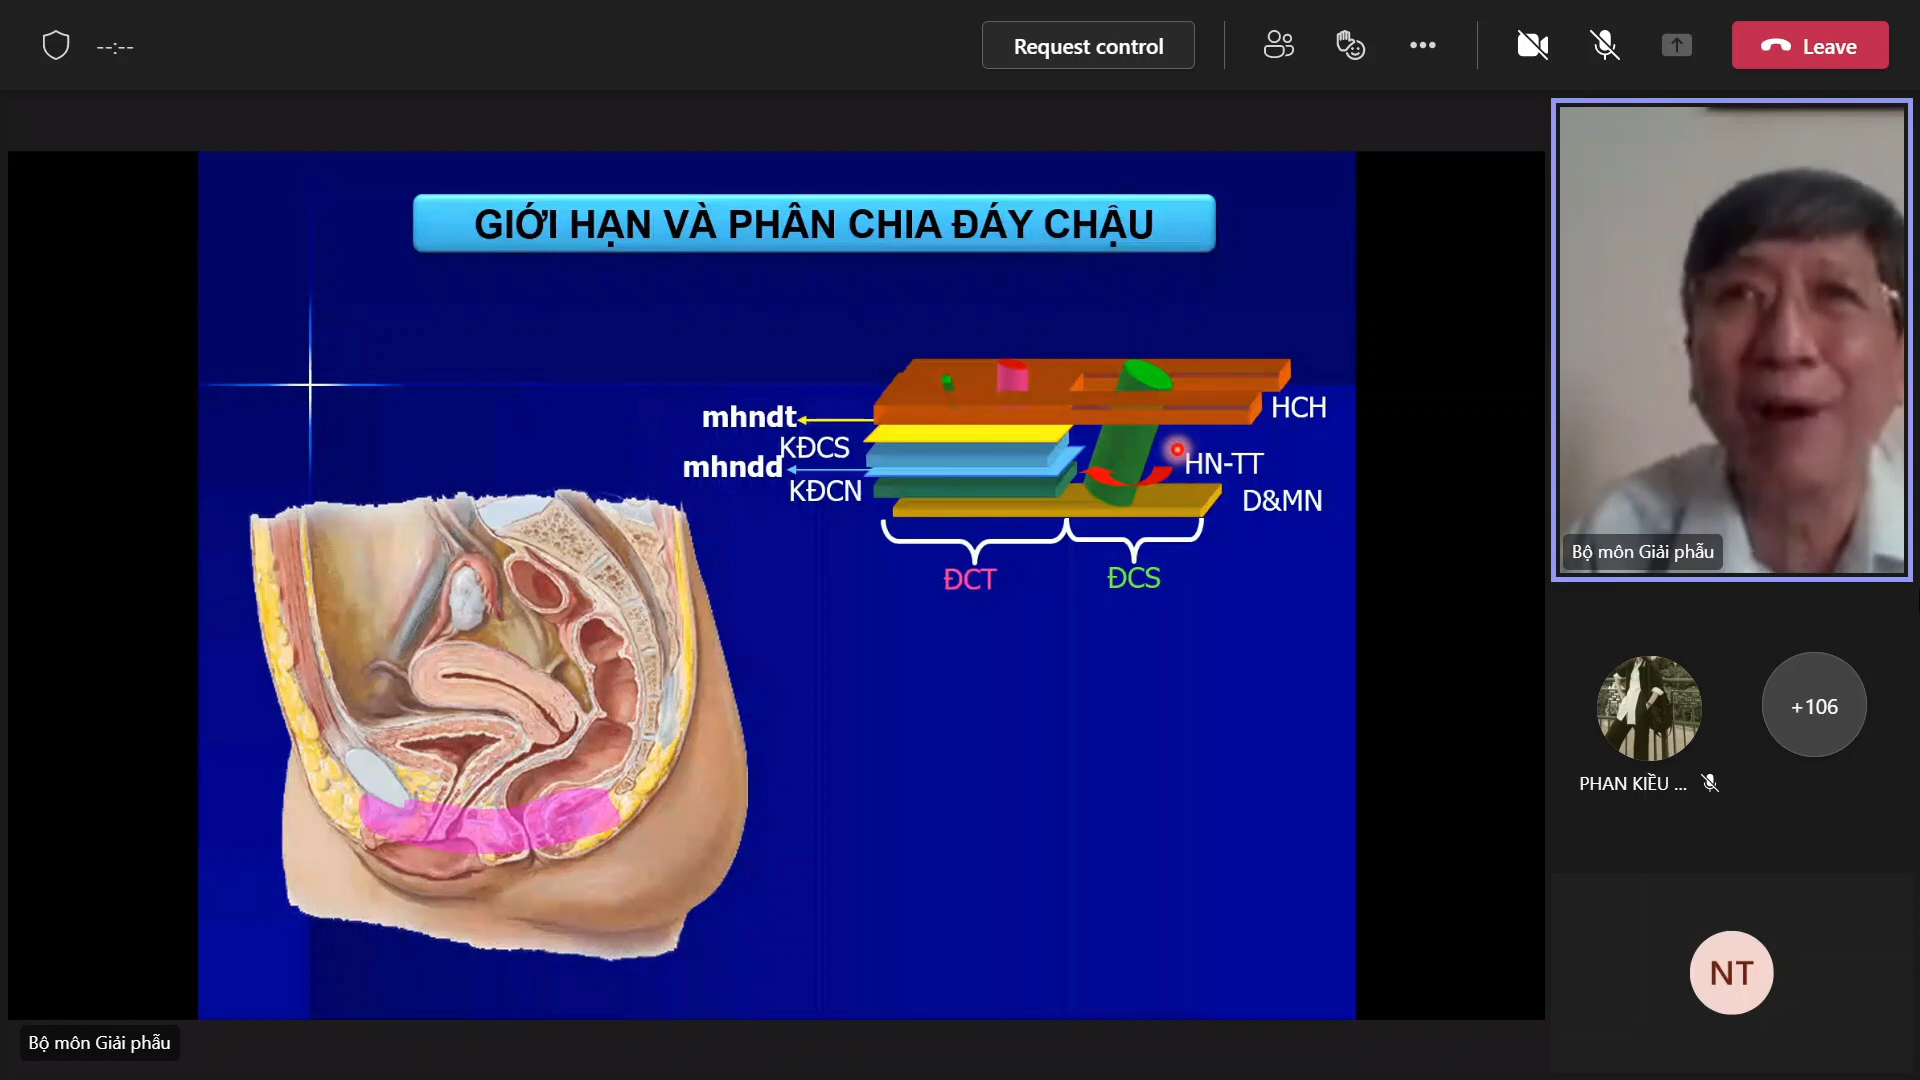 --:--
Request control
Leave
GIỚI HẠN VÀ PHÂN CHIA ĐÁY CHẬU
mhndt
KĐCS
mhndd
KĐCN
HCH
HN-TT
D&MN
ĐCT
ĐCS
Bộ môn Giải phẫu
PHAN KIỀU ...
+106
NT
Bộ môn Giải phẫu